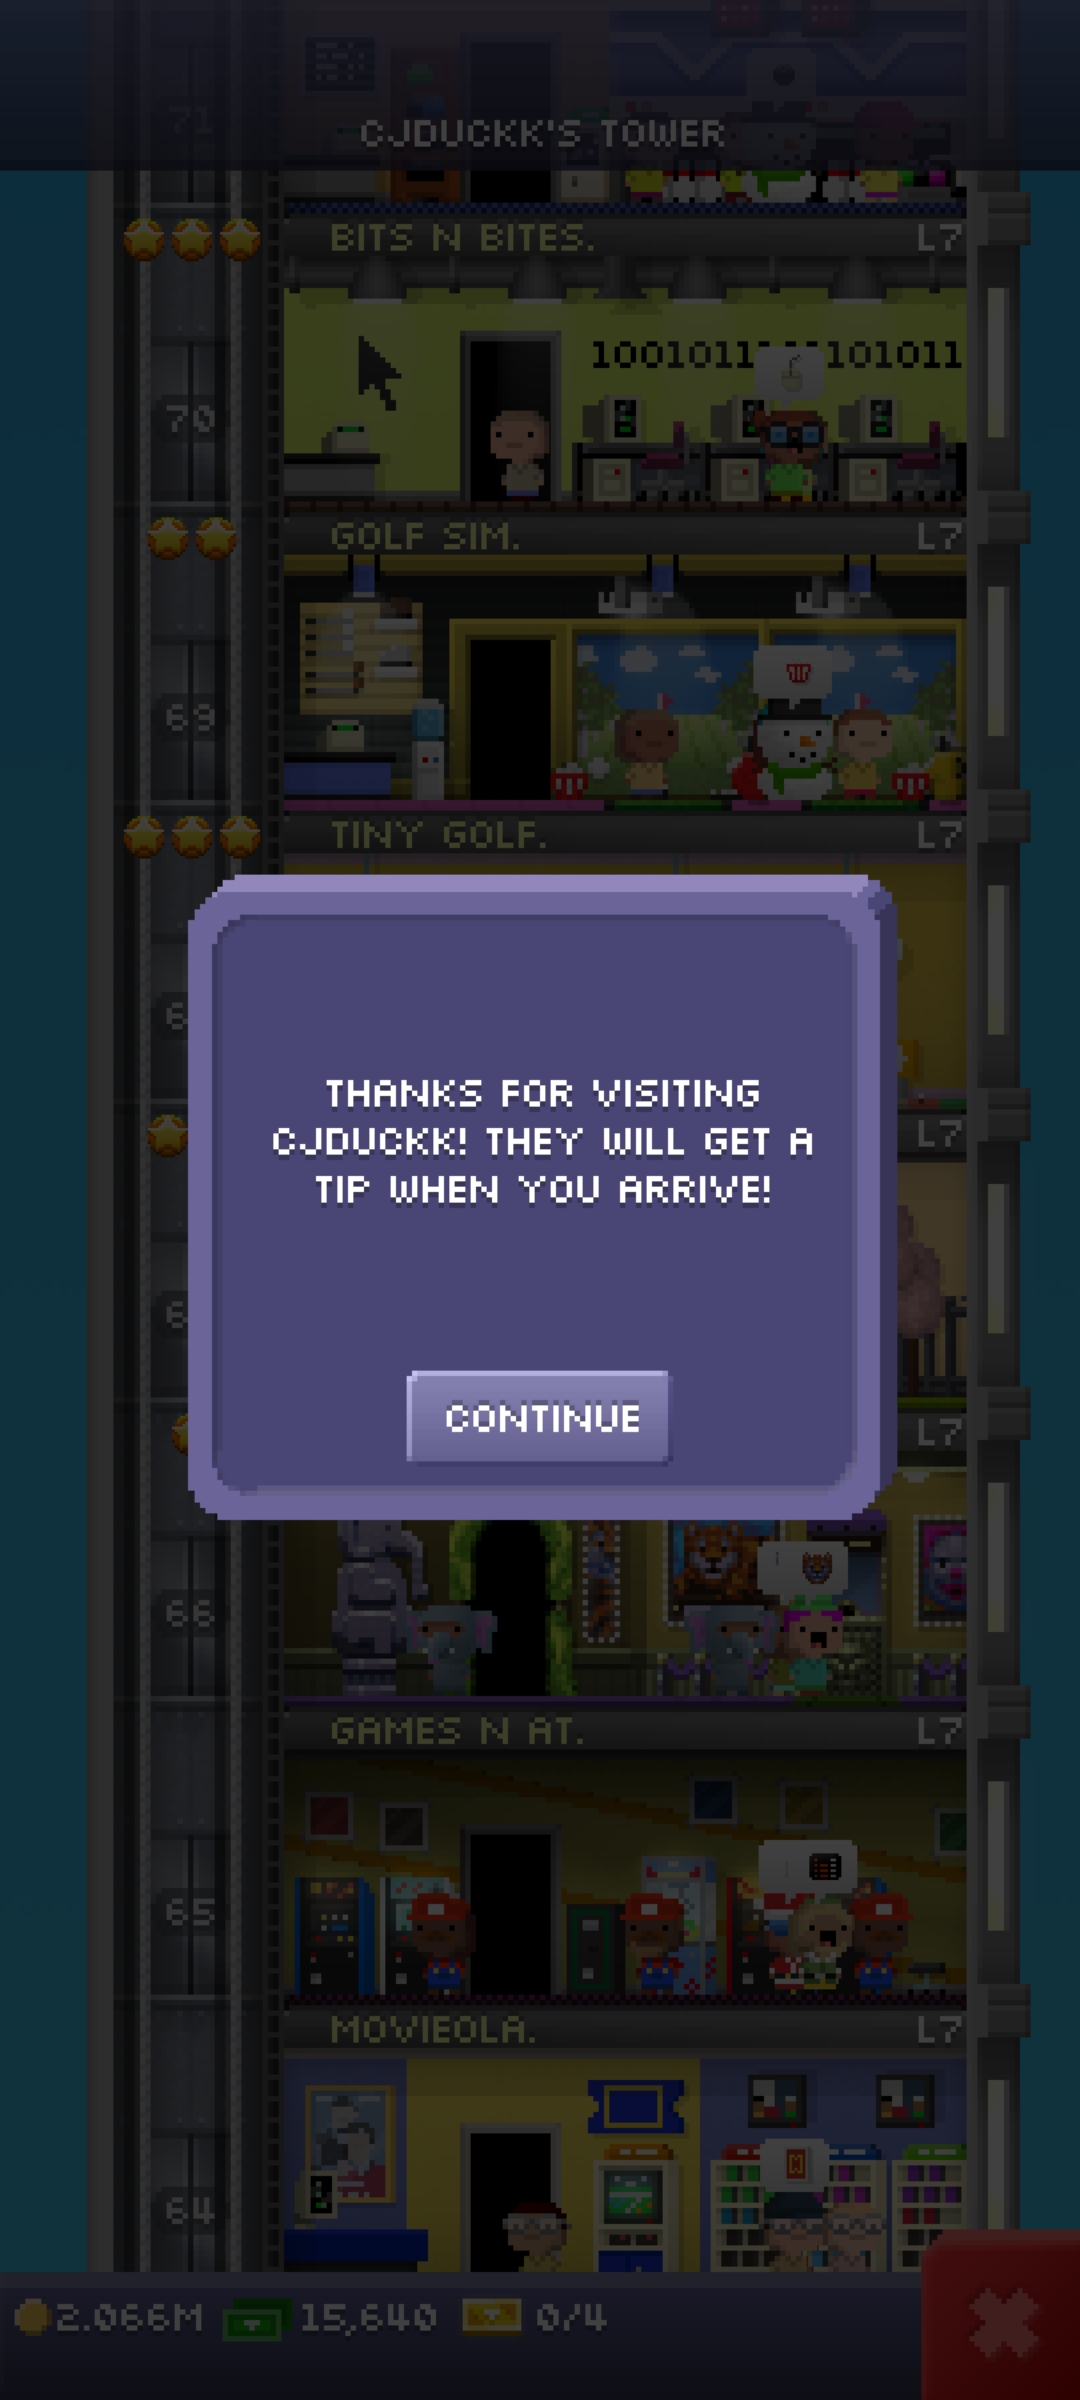 71
CJDUCKK'S TOWER
BITS N BITES. L7
1001011 101011
70
GOLF SIM. L7
69
TINY GOLF. L7
L7
THANKS FOR VISITING
CJDUCKK! THEY WILL GET A
TIP WHEN YOU ARRIVE!
CONTINUE
L7
66
GAMES N AT. L7
65
MOVIEOLA. L7
64
2.066M 15,640 0/4